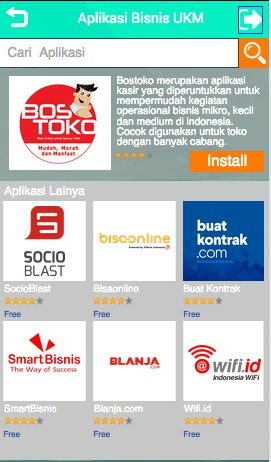 Aplikasi Bisnis UKM
Cari Aplikasi
BOS
TOKO
Mudah, Murah
dan Manfaat
Bostoko merupakan aplikasi
kasir yang diperuntukkan untuk
mempermudah kegiatan
operasional bisnis mikro, kecil
dan medium di indonesia.
Cocok digunakan untuk toko
dengan banyak cabang.
Install
Aplikasi Lainya
SOCIO
BLAST
bisaonline
buat
kontrak
.com
SocioBlast
Bisaonline
Buat Kontrak
Free
Free
Free
SmartBisnis
The Way of Success
BLANJA.COM
wifi.id
Indonesia WiFi
SmartBisnis
Blanja.com
Wifi.id
Free
Free
Free